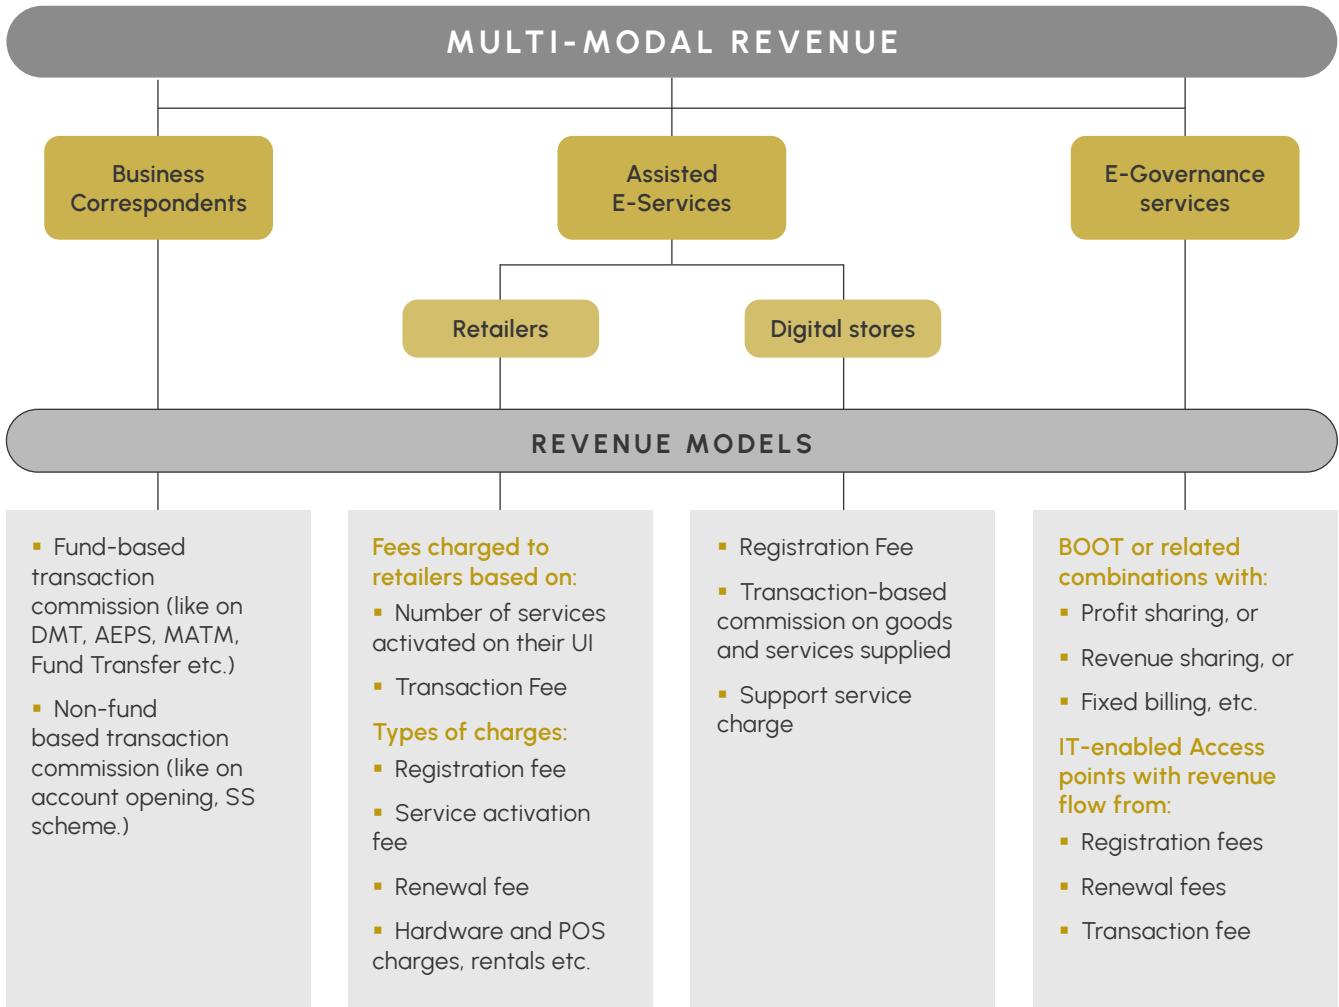 MULTI-MODAL REVENUE
Business
Correspondents
Assisted
E-Services
E-Governance
services
Retailers
Digital stores
REVENUE MODELS
▪ Fund-based
transaction
commission (like on
DMT, AEPS, MATM,
Fund Transfer etc.)
▪ Non-fund
based transaction
commission (like on
account opening, SS
scheme.)
Fees charged to
retailers based on:
▪ Number of services
activated on their UI
▪ Transaction Fee
Types of charges:
▪ Registration fee
▪ Service activation
fee
▪ Renewal fee
▪ Hardware and POS
charges, rentals etc.
▪ Registration Fee
▪ Transaction-based
commission on goods
and services supplied
▪ Support service
charge
BOOT or related
combinations with:
▪ Profit sharing, or
▪ Revenue sharing, or
▪ Fixed billing, etc.
IT-enabled Access
points with revenue
flow from:
▪ Registration fees
▪ Renewal fees
▪ Transaction fee